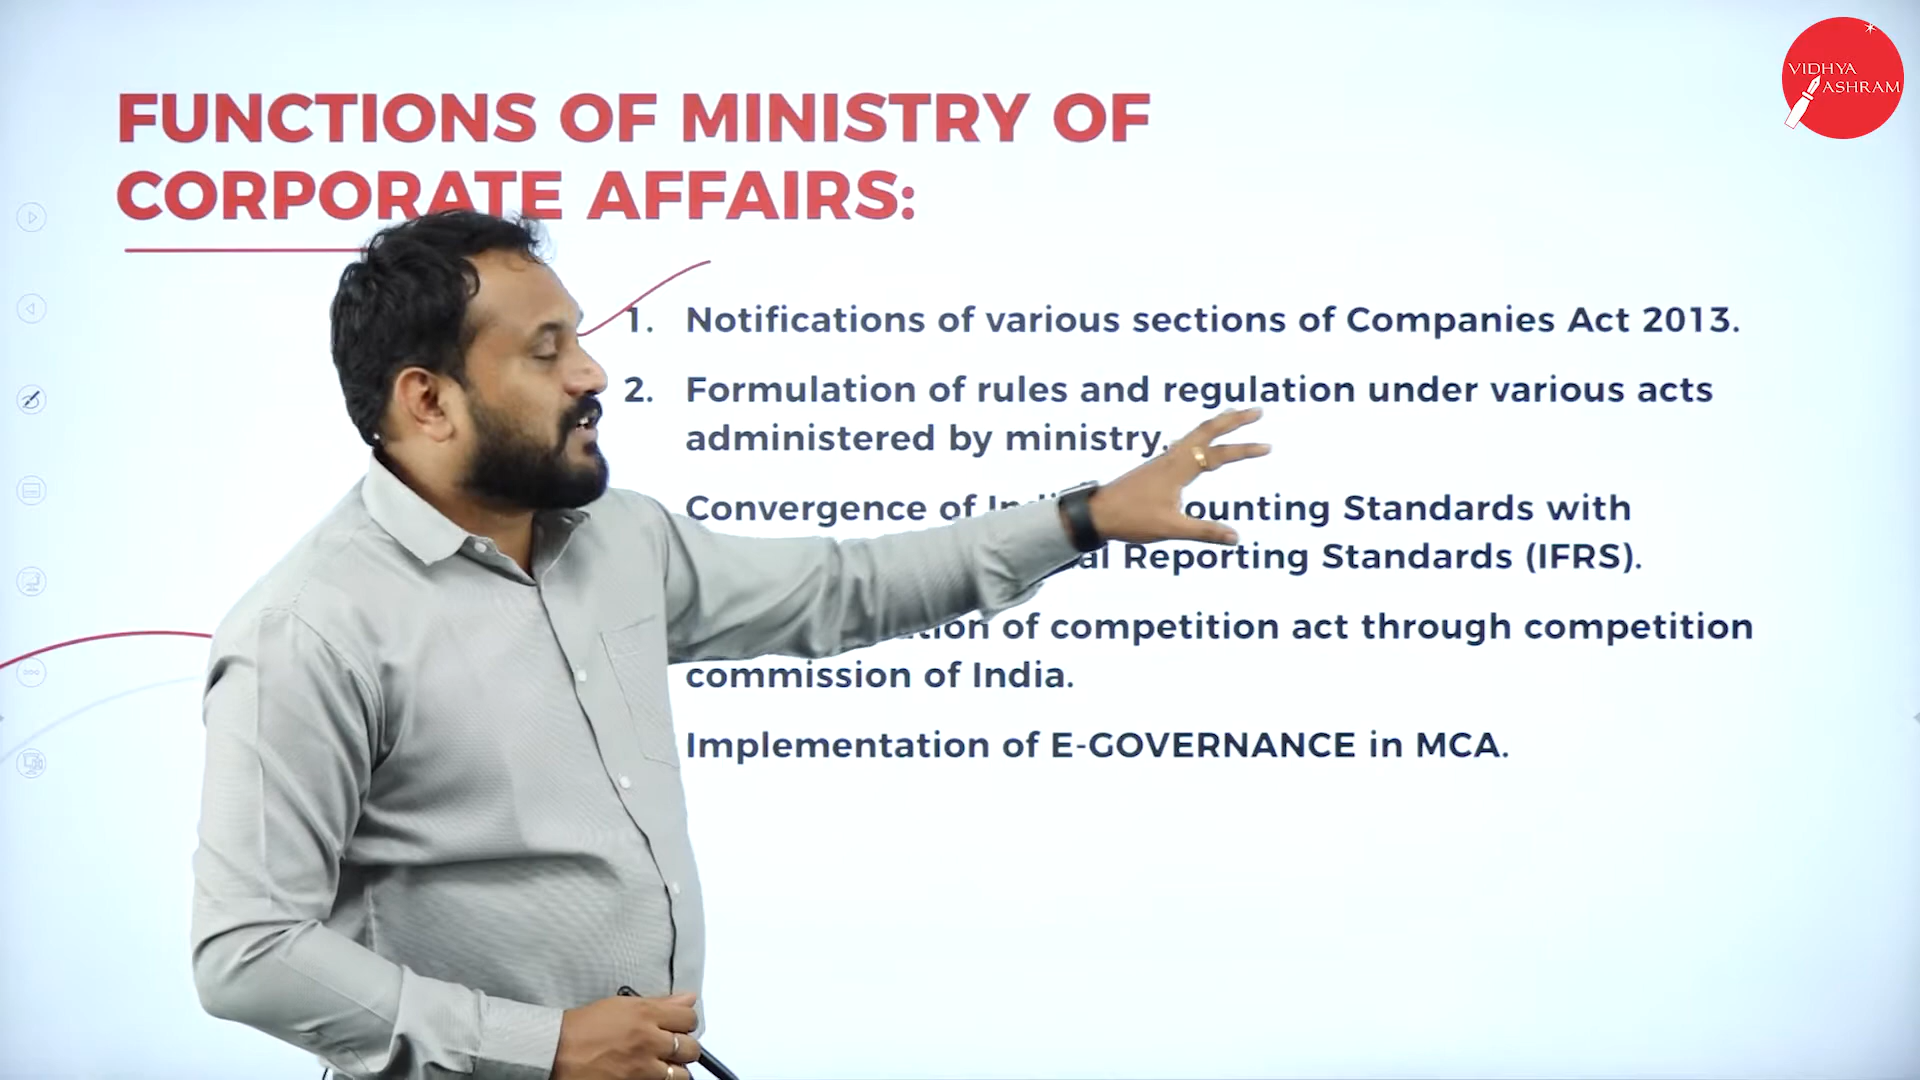 VIDHYA
ASHRAM
FUNCTIONS OF MINISTRY OF
CORPORATE AFFAIRS:
1. Notifications of various sections of Companies Act 2013.
2. Formulation of rules and regulation under various acts
administered by ministry.
Convergence of Standards with
Reporting Standards (IFRS).
of competition act through competition
commission of India.
Implementation of E-GOVERNANCE in MCA.